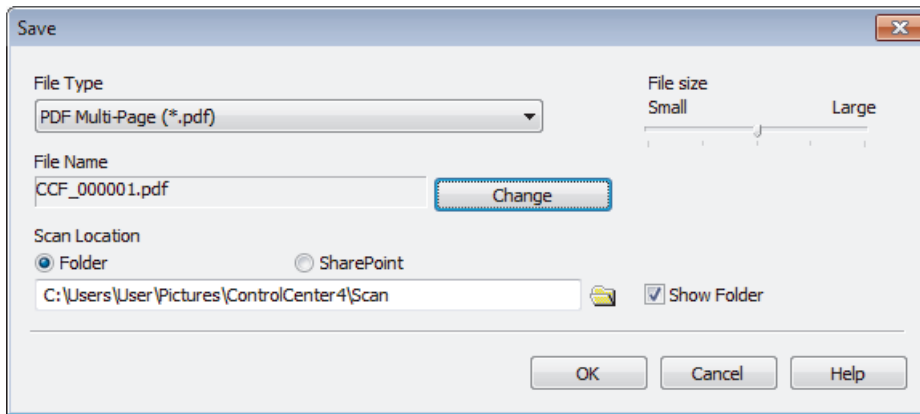 Save
File Type
File size
PDF Multi-Page (*.pdf)
Small Large
File Name
CCF_000001.pdf
Change
Scan Location
Folder SharePoint
C:\Users\User\Pictures\ControlCenter4\Scan
Show Folder
OK Cancel Help